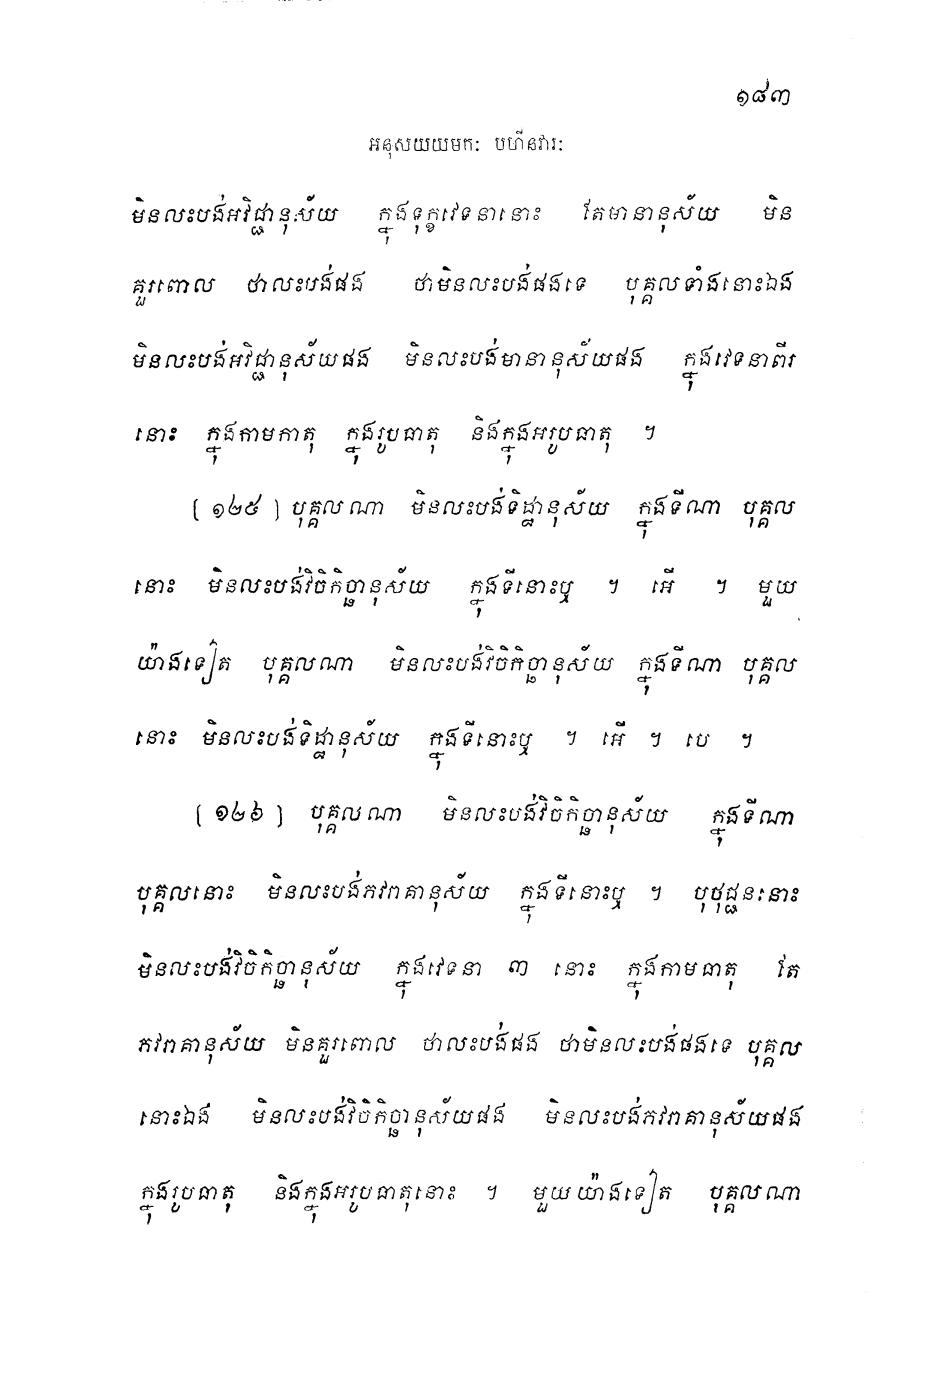 ១៨៣
អនុសយយមកៈ បហីនវារៈ
មិនលះបង់អវិជ្ជានុស័យ ក្នុងទុក្ខវេទនានោះ តែមានានុស័យ មិន
គួរពោល ថាលះបង់ផង ថាមិនលះបង់ផងទេ បុគ្គលទាំងនោះឯង
មិនលះបង់អវិជ្ជានុស័យផង មិនលះបង់មានានុស័យផង ក្នុងវេទនាពីរ
នោះ ក្នុងកាមកាតុ ក្នុងរូបធាតុ និងក្នុងអរូបធាតុ ។
(១២៥) បុគ្គលណា មិនលះបង់ទិដ្ឋានុស័យ ក្នុងទីណា បុគ្គល
នោះ មិនលះបង់វិចិកិច្ឆានុស័យ ក្នុងទីនោះឬ ។ អើ ។ មួយ
យ៉ាងទៀត បុគ្គលណា មិនលះបង់វិចិកិច្ឆានុស័យ ក្នុងទីណា បុគ្គល
នោះ មិនលះបង់ទិដ្ឋានុស័យ ក្នុងទីនោះឬ ។ អើ ។ បេ ។
(១២៦) បុគ្គលណា មិនលះបង់វិចិកិច្ឆានុស័យ ក្នុងទីណា
បុគ្គលនោះ មិនលះបង់ភវរាគានុស័យ ក្នុងទីនោះឬ ។ បុថុជ្ជនៈនោះ
មិនលះបង់វិចិកិច្ឆានុស័យ ក្នុងវេទនា ៣ នោះ ក្នុងកាមធាតុ តែ
ភវរាគានុស័យ មិនគួរពោល ថាលះបង់ផង ថាមិនលះបង់ផងទេ បុគ្គល
នោះឯង មិនលះបង់វិចិកិច្ឆានុស័យផង មិនលះបង់ភវរាគានុស័យផង
ក្នុងរូបធាតុ និងក្នុងអរូបធាតុនោះ ។ មួយយ៉ាងទៀត បុគ្គលណា